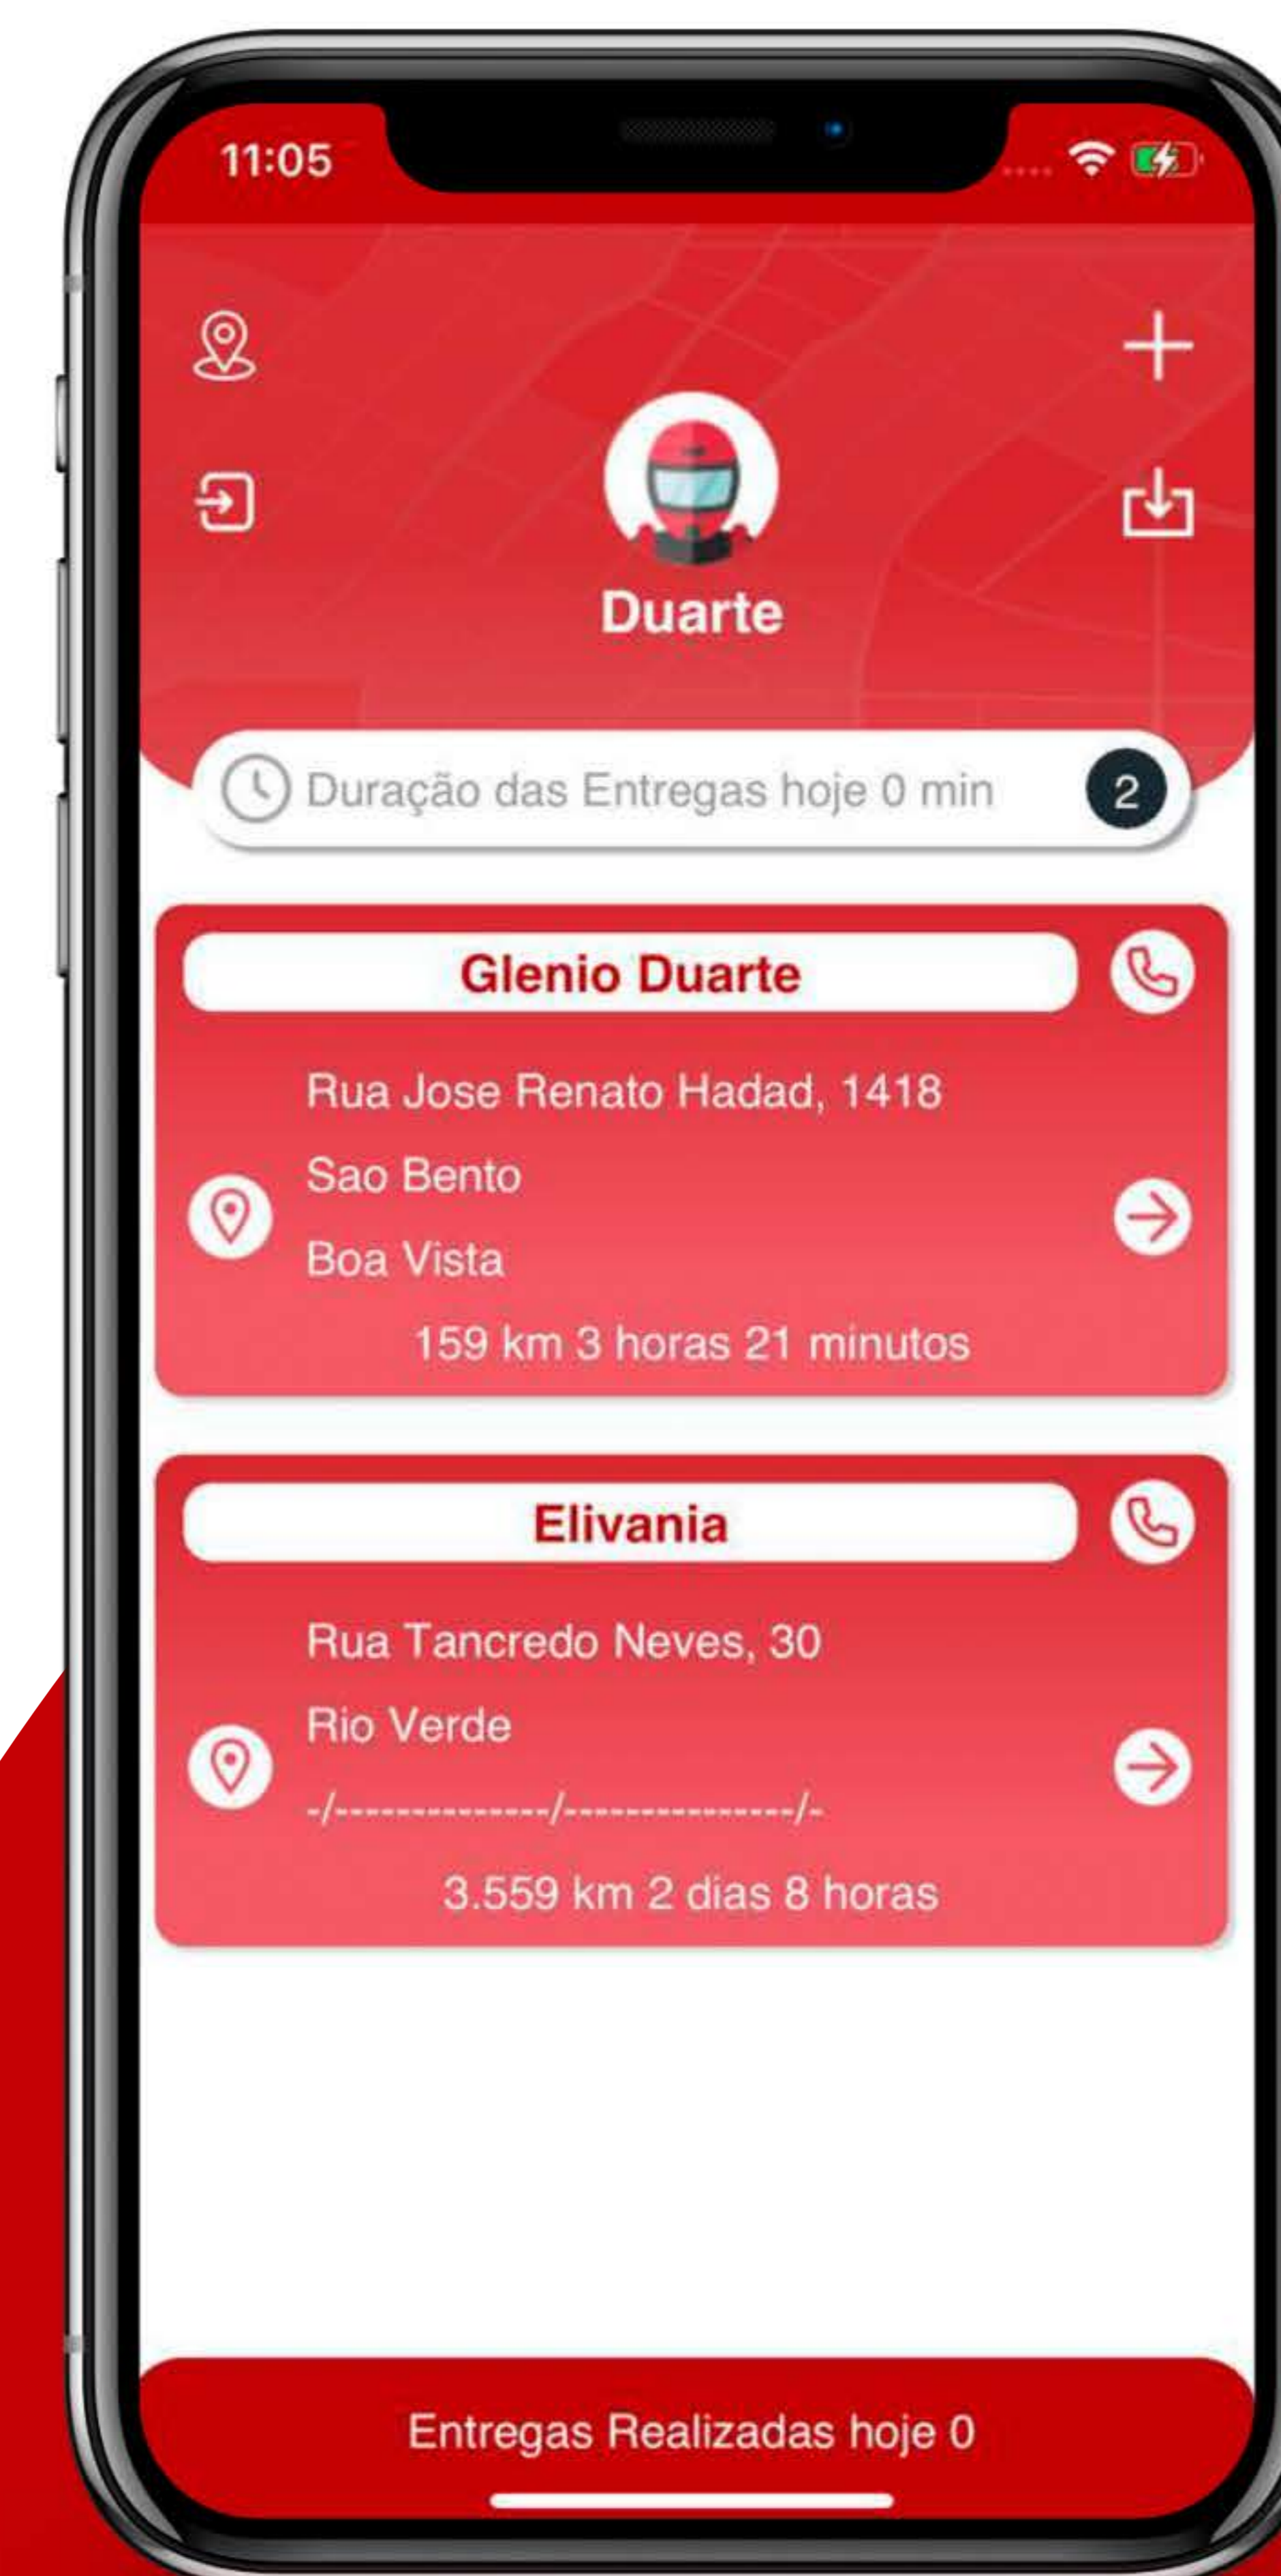 11:05
Duarte
Duração das Entregas hoje 0 min 2
Glenio Duarte
Rua Jose Renato Hadad, 1418
Sao Bento
Boa Vista
159 km 3 horas 21 minutos
Elivania
Rua Tancredo Neves, 30
Rio Verde
-/--------------/---------------/-
3.559 km 2 dias 8 horas
Entregas Realizadas hoje 0